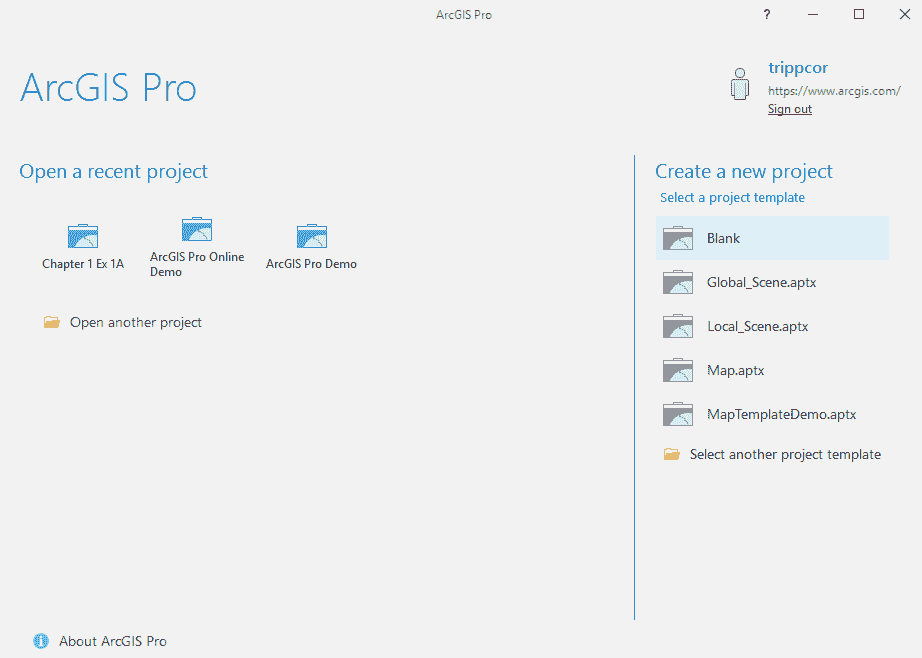 ArcGIS Pro
?
ArcGIS Pro
trippcor
https://www.arcgis.com/
Sign out
Open a recent project
Chapter 1 Ex 1A
ArcGIS Pro Online
Demo
ArcGIS Pro Demo
Open another project
Create a new project
Select a project template
Blank
Global_Scene.aptx
Local_Scene.aptx
Map.aptx
MapTemplateDemo.aptx
Select another project template
About ArcGIS Pro